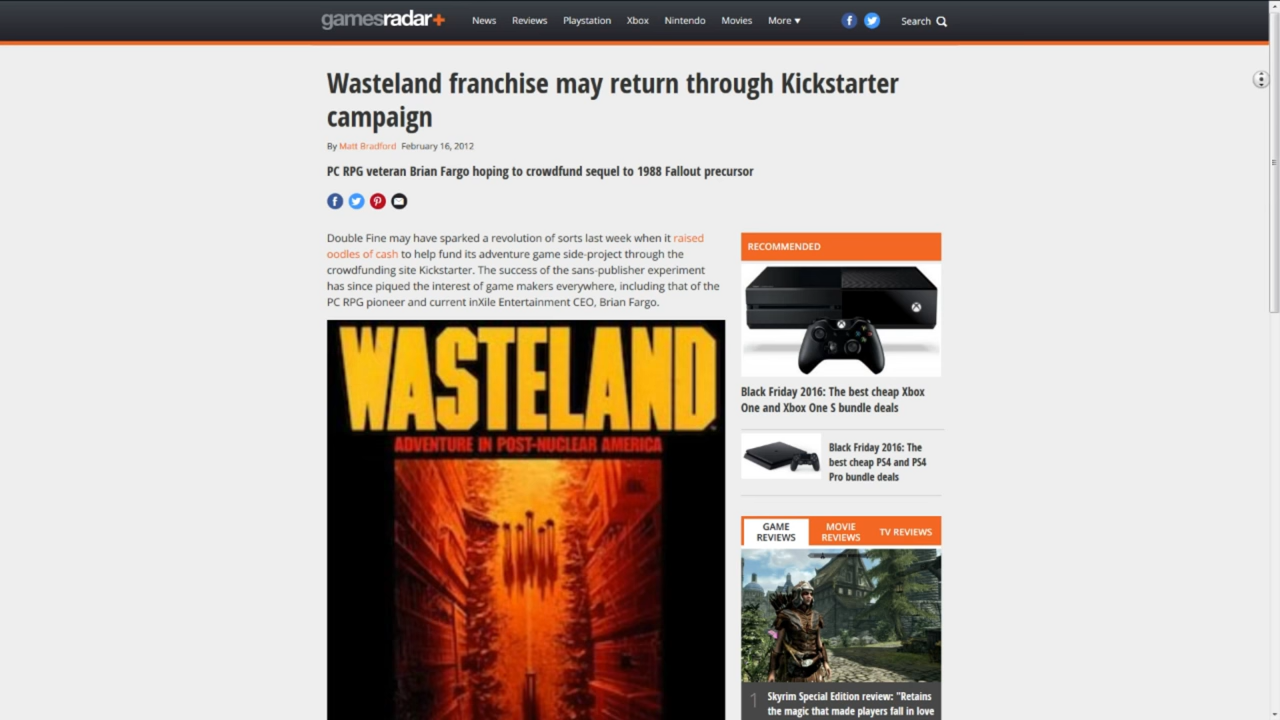 gamesradar+
News Reviews Playstation Xbox Nintendo Movies More ▼ Search
Wasteland franchise may return through Kickstarter
campaign
By Matt Bradford February 16, 2012
PC RPG veteran Brian Fargo hoping to crowdfund sequel to 1988 Fallout precursor
Double Fine may have sparked a revolution of sorts last week when it raised
oodles of cash to help fund its adventure game side-project through the
crowdfunding site Kickstarter. The success of the sans-publisher experiment
has since piqued the interest of game makers everywhere, including that of the
PC RPG pioneer and current inXile Entertainment CEO, Brian Fargo.
WASTELAND
ADVENTURE IN POST-NUCLEAR AMERICA
RECOMMENDED
Black Friday 2016: The best cheap Xbox
One and Xbox One S bundle deals
Black Friday 2016: The
best cheap PS4 and PS4
Pro bundle deals
GAME
REVIEWS
MOVIE
REVIEWS
TV REVIEWS
1
Skyrim Special Edition review: "Retains
the magic that made players fall in love